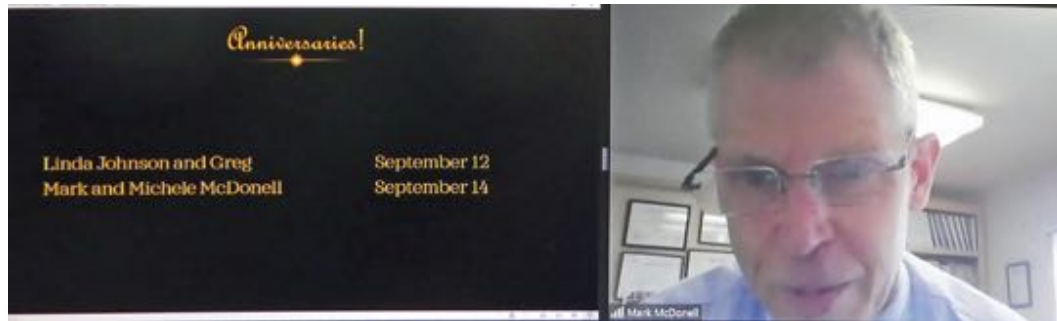 Anniversaries!
Linda Johnson and Greg September 12
Mark and Michele McDonell September 14
Mark McDonell